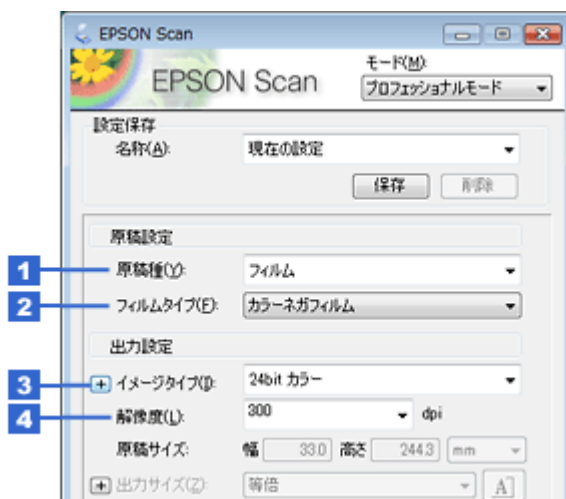 EPSON Scan
EPSON Scan
モード(M):
プロフェッショナルモード
設定保存
名称(A):
現在の設定
保存
削除
原稿設定
1 原稿種(Y):
フィルム
2 フィルムタイプ(F):
カラーネガフィルム
出力設定
3 + イメージタイプ(I):
24bit カラー
4 解像度(L):
300 dpi
原稿サイズ: 幅 33.0 高さ 244.3 mm
+ 出力サイズ(Z): 等倍 A